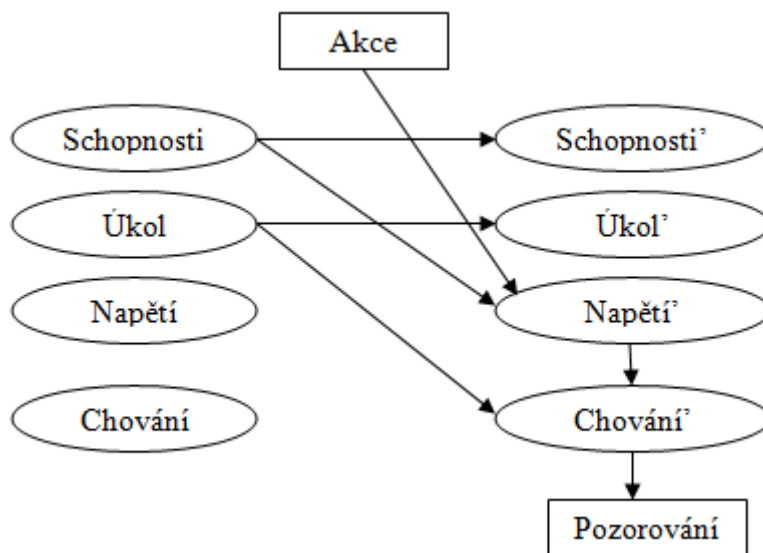 Akce
Schopnosti
Schopnosti’
Úkol
Úkol’
Napětí
Napětí’
Chování
Chování’
Pozorování